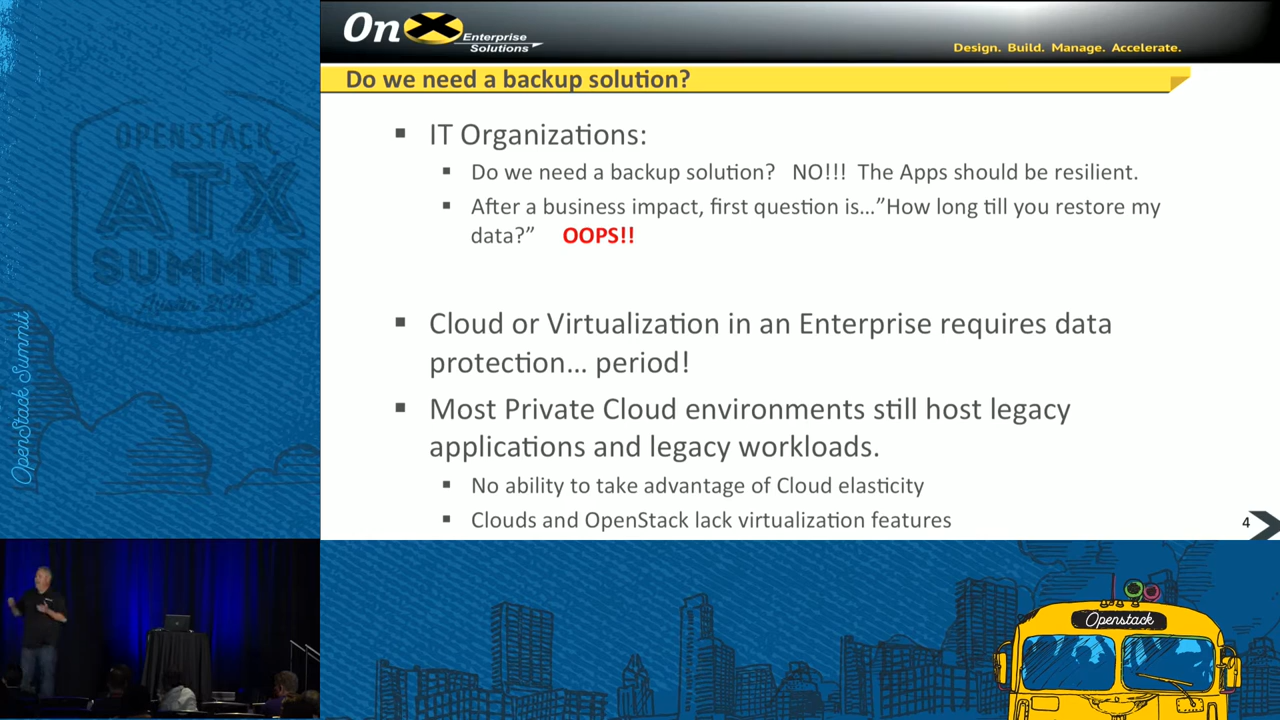 OnX Enterprise
Solutions
Design. Build. Manage. Accelerate.
Do we need a backup solution?
IT Organizations:
Do we need a backup solution? NO!!! The Apps should be resilient.
After a business impact, first question is…”How long till you restore my
data?” OOPS!!
Cloud or Virtualization in an Enterprise requires data
protection… period!
Most Private Cloud environments still host legacy
applications and legacy workloads.
No ability to take advantage of Cloud elasticity
Clouds and OpenStack lack virtualization features
4
OPENSTACK
ATX
SUMMIT
Austin 2016
OpenStack Summit
Openstack